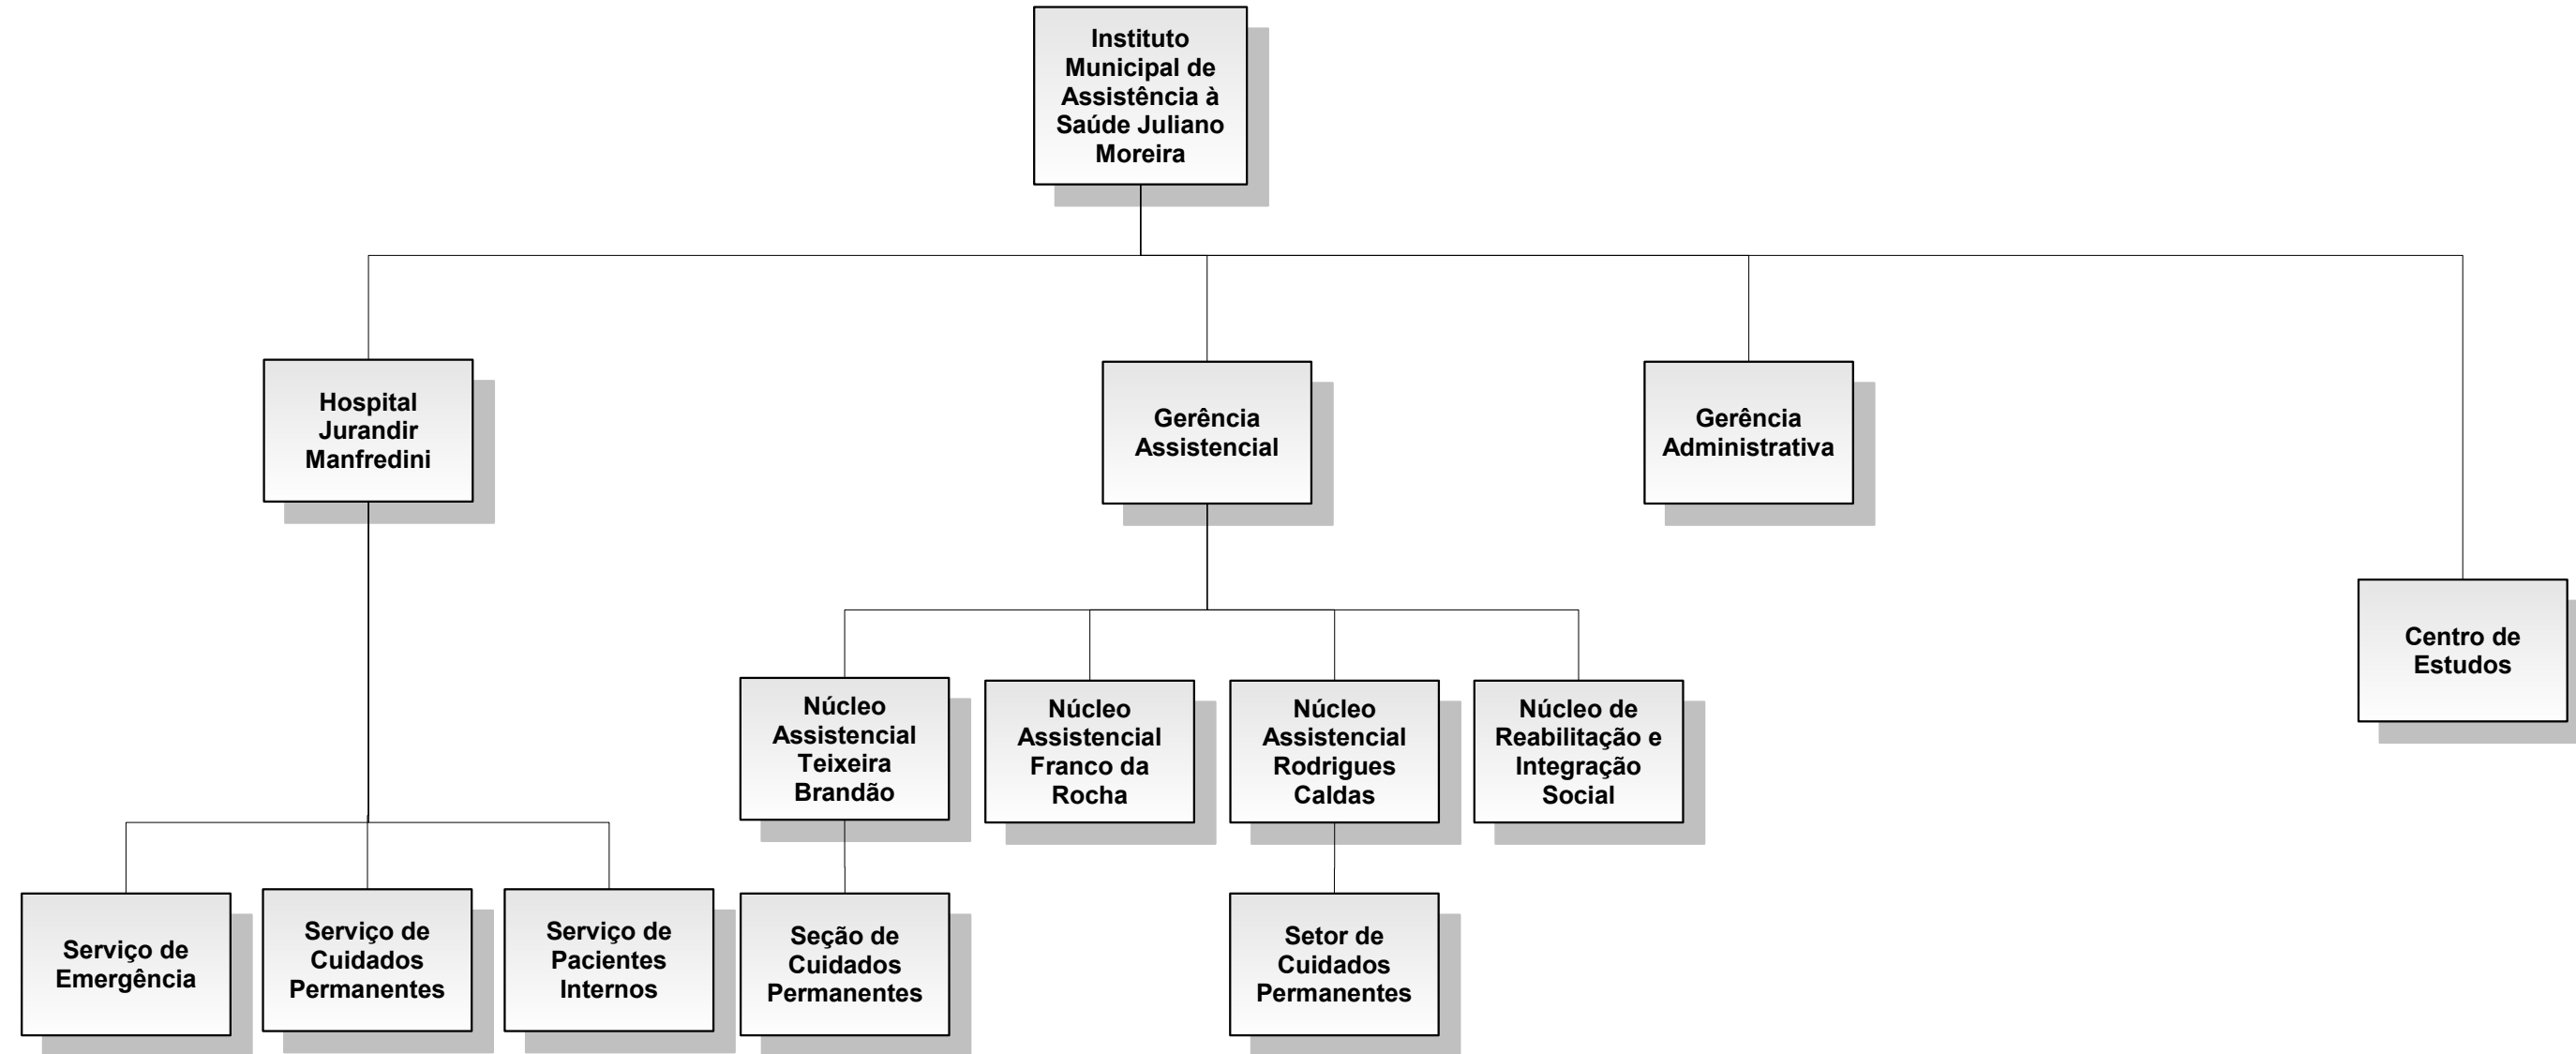 Instituto
Municipal de
Assistência à
Saúde Juliano
Moreira
Hospital
Jurandir
Manfredini
Gerência
Assistencial
Gerência
Administrativa
Centro de
Estudos
Núcleo
Assistencial
Teixeira
Brandão
Núcleo
Assistencial
Franco da
Rocha
Núcleo
Assistencial
Rodrigues
Caldas
Núcleo de
Reabilitação e
Integração
Social
Serviço de
Emergência
Serviço de
Cuidados
Permanentes
Serviço de
Pacientes
Internos
Seção de
Cuidados
Permanentes
Setor de
Cuidados
Permanentes